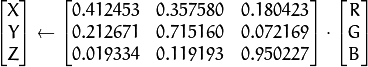 [X] [0.412453 0.357580 0.180423] [R]
[Y] ← [0.212671 0.715160 0.072169] · [G]
[Z] [0.019334 0.119193 0.950227] [B]